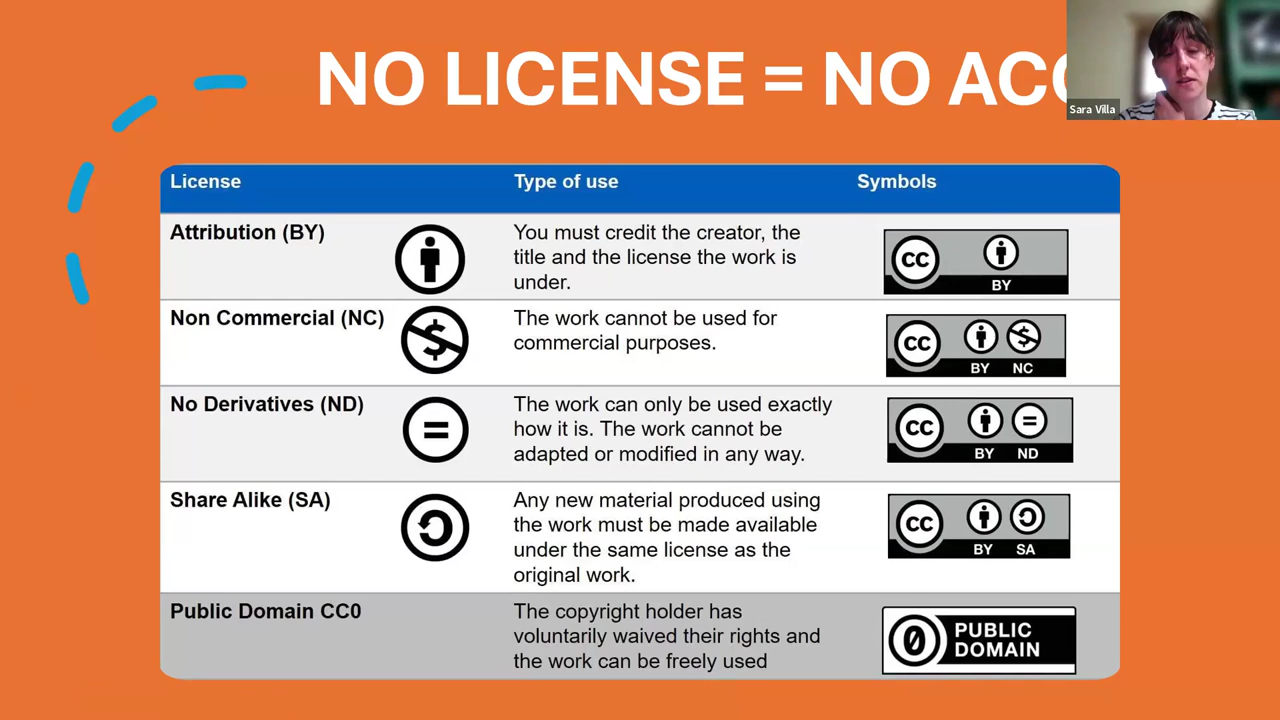 NO LICENSE = NO ACC
Sara Villa
License Type of use Symbols
Attribution (BY)
You must credit the creator, the
title and the license the work is
under.
CC
BY
Non Commercial (NC)
$
The work cannot be used for
commercial purposes.
CC
$
BY NC
No Derivatives (ND)
=
The work can only be used exactly
how it is. The work cannot be
adapted or modified in any way.
CC
=
BY ND
Share Alike (SA)
Any new material produced using
the work must be made available
under the same license as the
original work.
CC
BY SA
Public Domain CC0
The copyright holder has
voluntarily waived their rights and
the work can be freely used
0
PUBLIC
DOMAIN